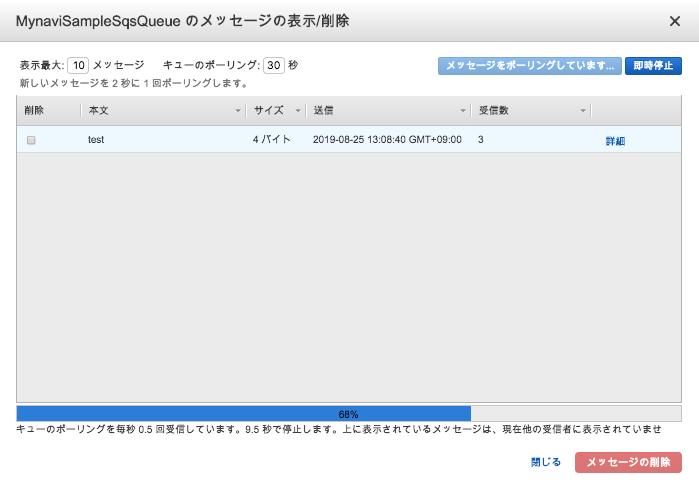 MynaviSampleSqsQueue のメッセージの表示/削除
表示最大: 10 メッセージ キューのポーリング: 30 秒 メッセージをポーリングしています... 即時停止
新しいメッセージを 2 秒に 1 回ポーリングします。
削除 本文 サイズ 送信 受信数
test 4 バイト 2019-08-25 13:08:40 GMT+09:00 3 詳細
68%
キューのポーリングを毎秒 0.5 回受信しています。9.5 秒で停止します。上に表示されているメッセージは、現在他の受信者に表示されていませ
閉じる メッセージの削除